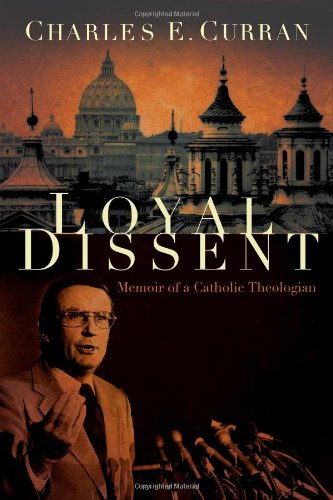 CHARLES E. CURRAN
LOYAL
DISSENT
Memoir of a Catholic Theologian